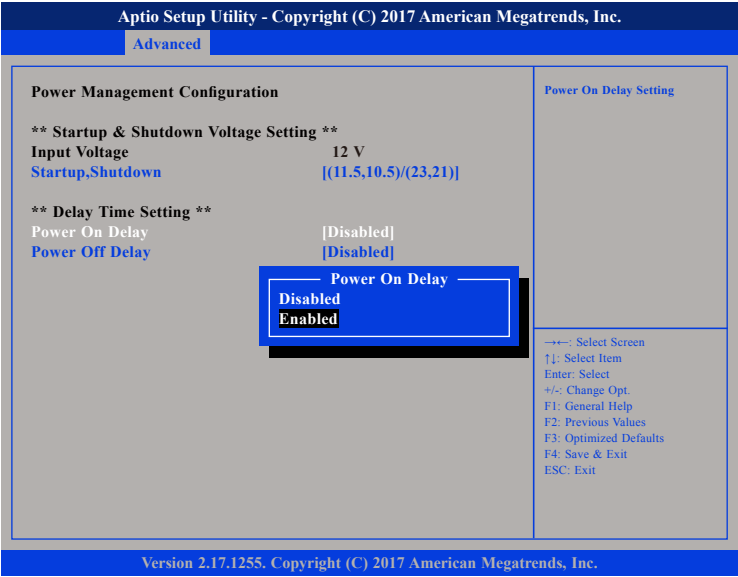 Aptio Setup Utility - Copyright (C) 2017 American Megatrends, Inc.
Advanced
Power Management Configuration
** Startup & Shutdown Voltage Setting **
Input Voltage 12 V
Startup,Shutdown [(11.5,10.5)/(23,21)]
** Delay Time Setting **
Power On Delay [Disabled]
Power Off Delay [Disabled]
Power On Delay
Disabled
Enabled
Power On Delay Setting
→←: Select Screen
↑↓: Select Item
Enter: Select
+/-: Change Opt.
F1: General Help
F2: Previous Values
F3: Optimized Defaults
F4: Save & Exit
ESC: Exit
Version 2.17.1255. Copyright (C) 2017 American Megatrends, Inc.